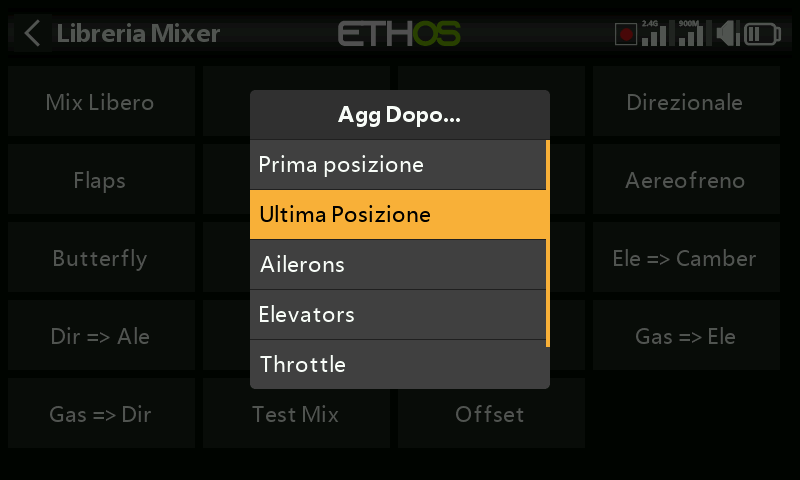 Libreria Mixer
ETHOS
2.4G
900M
Mix Libero
Direzionale
Flaps
Aereofreno
Butterfly
Ele => Camber
Dir => Ale
Gas => Ele
Gas => Dir
Test Mix
Offset
Agg Dopo...
Prima posizione
Ultima Posizione
Ailerons
Elevators
Throttle